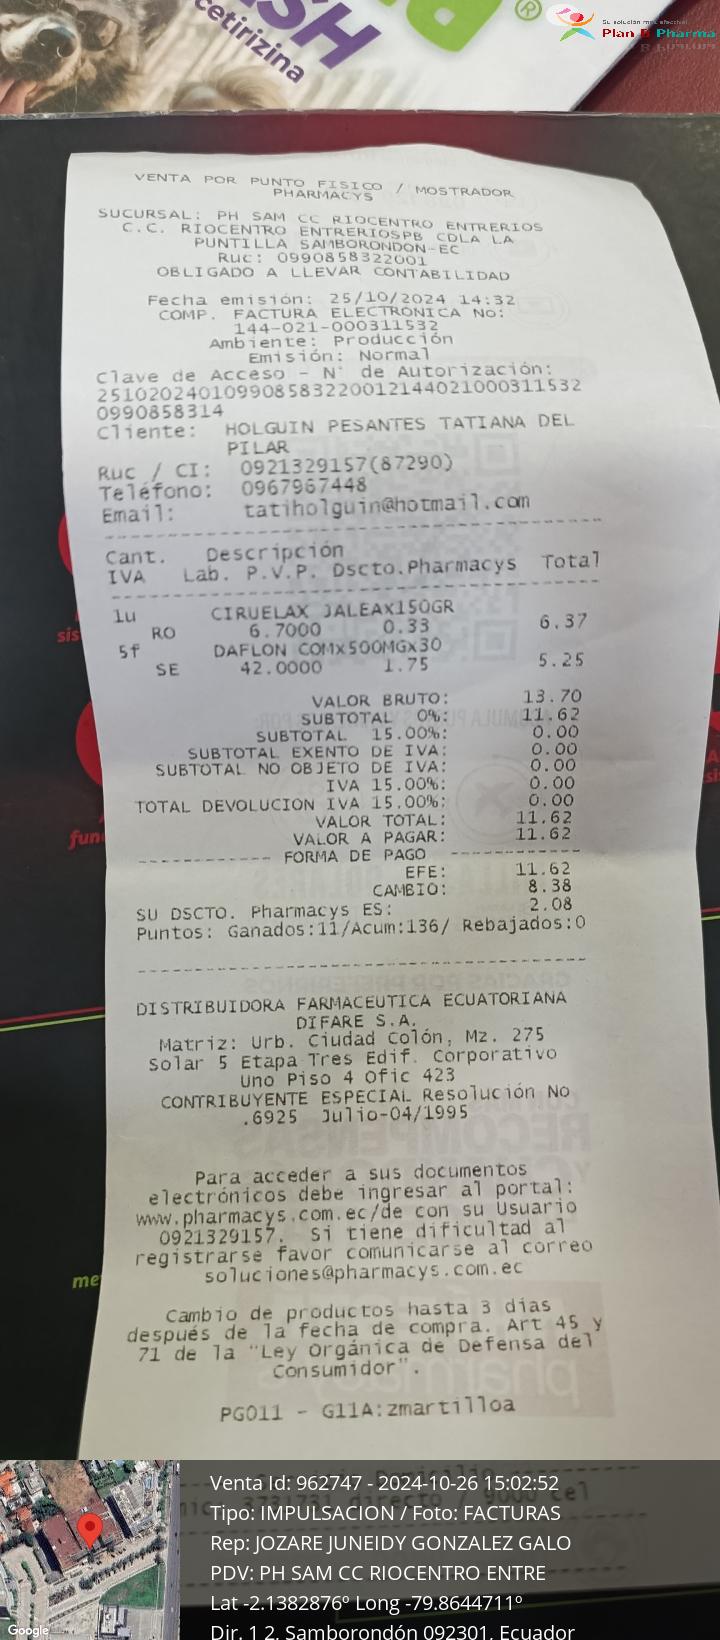 cetirizina
Su solución más efectiva!
Plan B Pharma
VENTA POR PUNTO FISICO / MOSTRADOR
PHARMACYS
SUCURSAL: PH SAM CC RIOCENTRO ENTRERIOS
C.C. RIOCENTRO ENTRERIOSPB CDLA LA
PUNTILLA SAMBORONDON-EC
Ruc: 0990858322001
OBLIGADO A LLEVAR CONTABILIDAD
Fecha emisión: 25/10/2024 14:32
COMP. FACTURA ELECTRONICA No:
144-021-000311532
Ambiente: Producción
Emisión: Normal
Clave de Acceso - N° de Autorización:
251020240109908583220012144021000311532
0990858314
Cliente: HOLGUIN PESANTES TATIANA DEL
PILAR
Ruc / CI: 0921329157(87290)
Teléfono: 0967967448
Email: tatiholguin@hotmail.com
Cant. Descripción
IVA Lab. P.V.P. Dscto.Pharmacys Total
1u CIRUELAX JALEAX150GR
RO 6.7000 0.33 6.37
5f DAFLON COMX500MGX30
SE 42.0000 1.75 5.25
VALOR BRUTO: 13.70
SUBTOTAL 0%: 11.62
SUBTOTAL 15.00%: 0.00
SUBTOTAL EXENTO DE IVA: 0.00
SUBTOTAL NO OBJETO DE IVA: 0.00
IVA 15.00%: 0.00
TOTAL DEVOLUCION IVA 15.00%: 0.00
VALOR TOTAL: 11.62
VALOR A PAGAR: 11.62
------------ FORMA DE PAGO ------------
EFE: 11.62
CAMBIO: 8.38
SU DSCTO. Pharmacys ES: 2.08
Puntos: Ganados:11/Acum:136/ Rebajados:0
DISTRIBUIDORA FARMACEUTICA ECUATORIANA
DIFARE S.A.
Matriz: Urb. Ciudad Colón, Mz. 275
Solar 5 Etapa Tres Edif. Corporativo
Uno Piso 4 Ofic 423
CONTRIBUYENTE ESPECIAL Resolución No
.6925 Julio-04/1995
Para acceder a sus documentos
electrónicos debe ingresar al portal:
www.pharmacys.com.ec/de con su Usuario
0921329157. Si tiene dificultad al
registrarse favor comunicarse al correo
soluciones@pharmacys.com.ec
Cambio de productos hasta 3 días
después de la fecha de compra. Art 45 y
71 de la "Ley Orgánica de Defensa del
Consumidor".
PG011 - G11A:zmartilloa
Venta Id: 962747 - 2024-10-26 15:02:52
Tipo: IMPULSACION / Foto: FACTURAS
Rep: JOZARE JUNEIDY GONZALEZ GALO
PDV: PH SAM CC RIOCENTRO ENTRE
Lat -2.1382876º Long -79.8644711º
Dir. 1 2, Samborondón 092301, Ecuador
Google